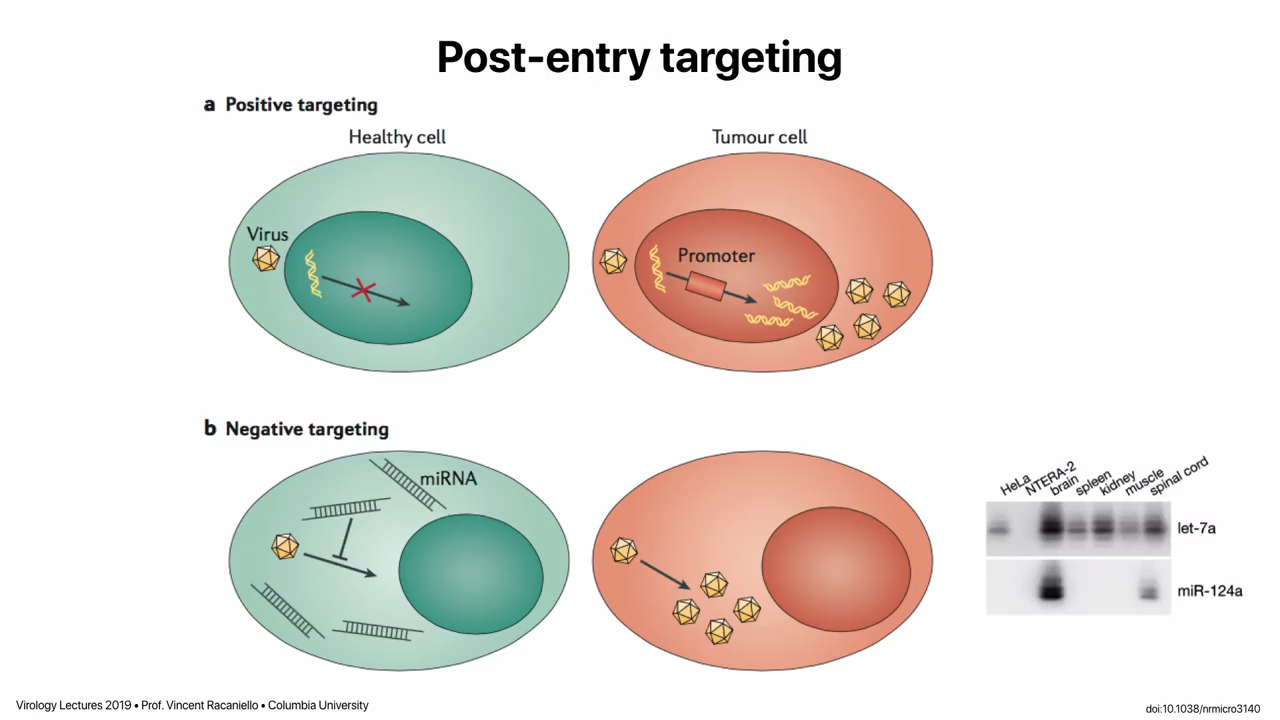 Post-entry targeting
a Positive targeting
Healthy cell
Tumour cell
Virus
Promoter
b Negative targeting
miRNA
HeLa
NTERA-2
brain
spleen
kidney
muscle
spinal cord
let-7a
miR-124a
Virology Lectures 2019 • Prof. Vincent Racaniello • Columbia University
doi:10.1038/nrmicro3140